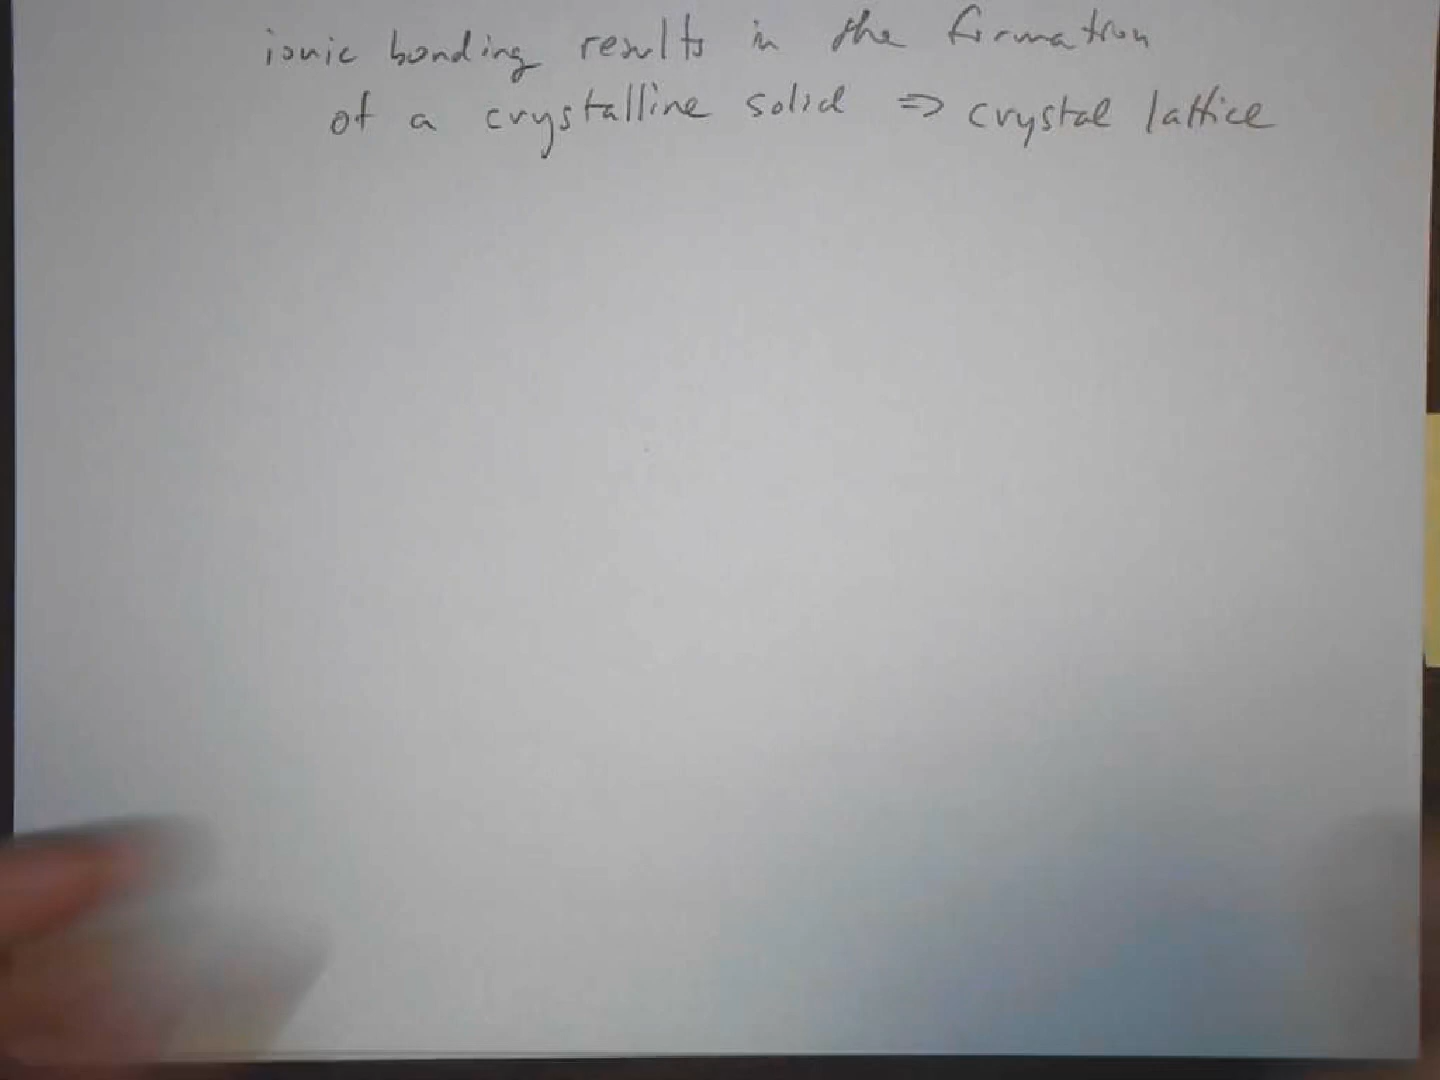 ionic bonding results in the formation
of a crystalline solid ⇒ crystal lattice